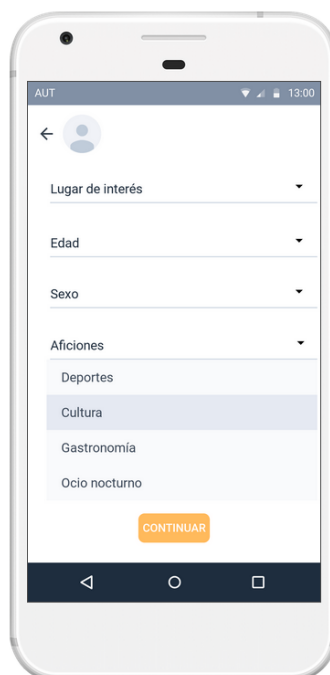 AUT 13:00
Lugar de interés
Edad
Sexo
Aficiones
Deportes
Cultura
Gastronomía
Ocio nocturno
CONTINUAR